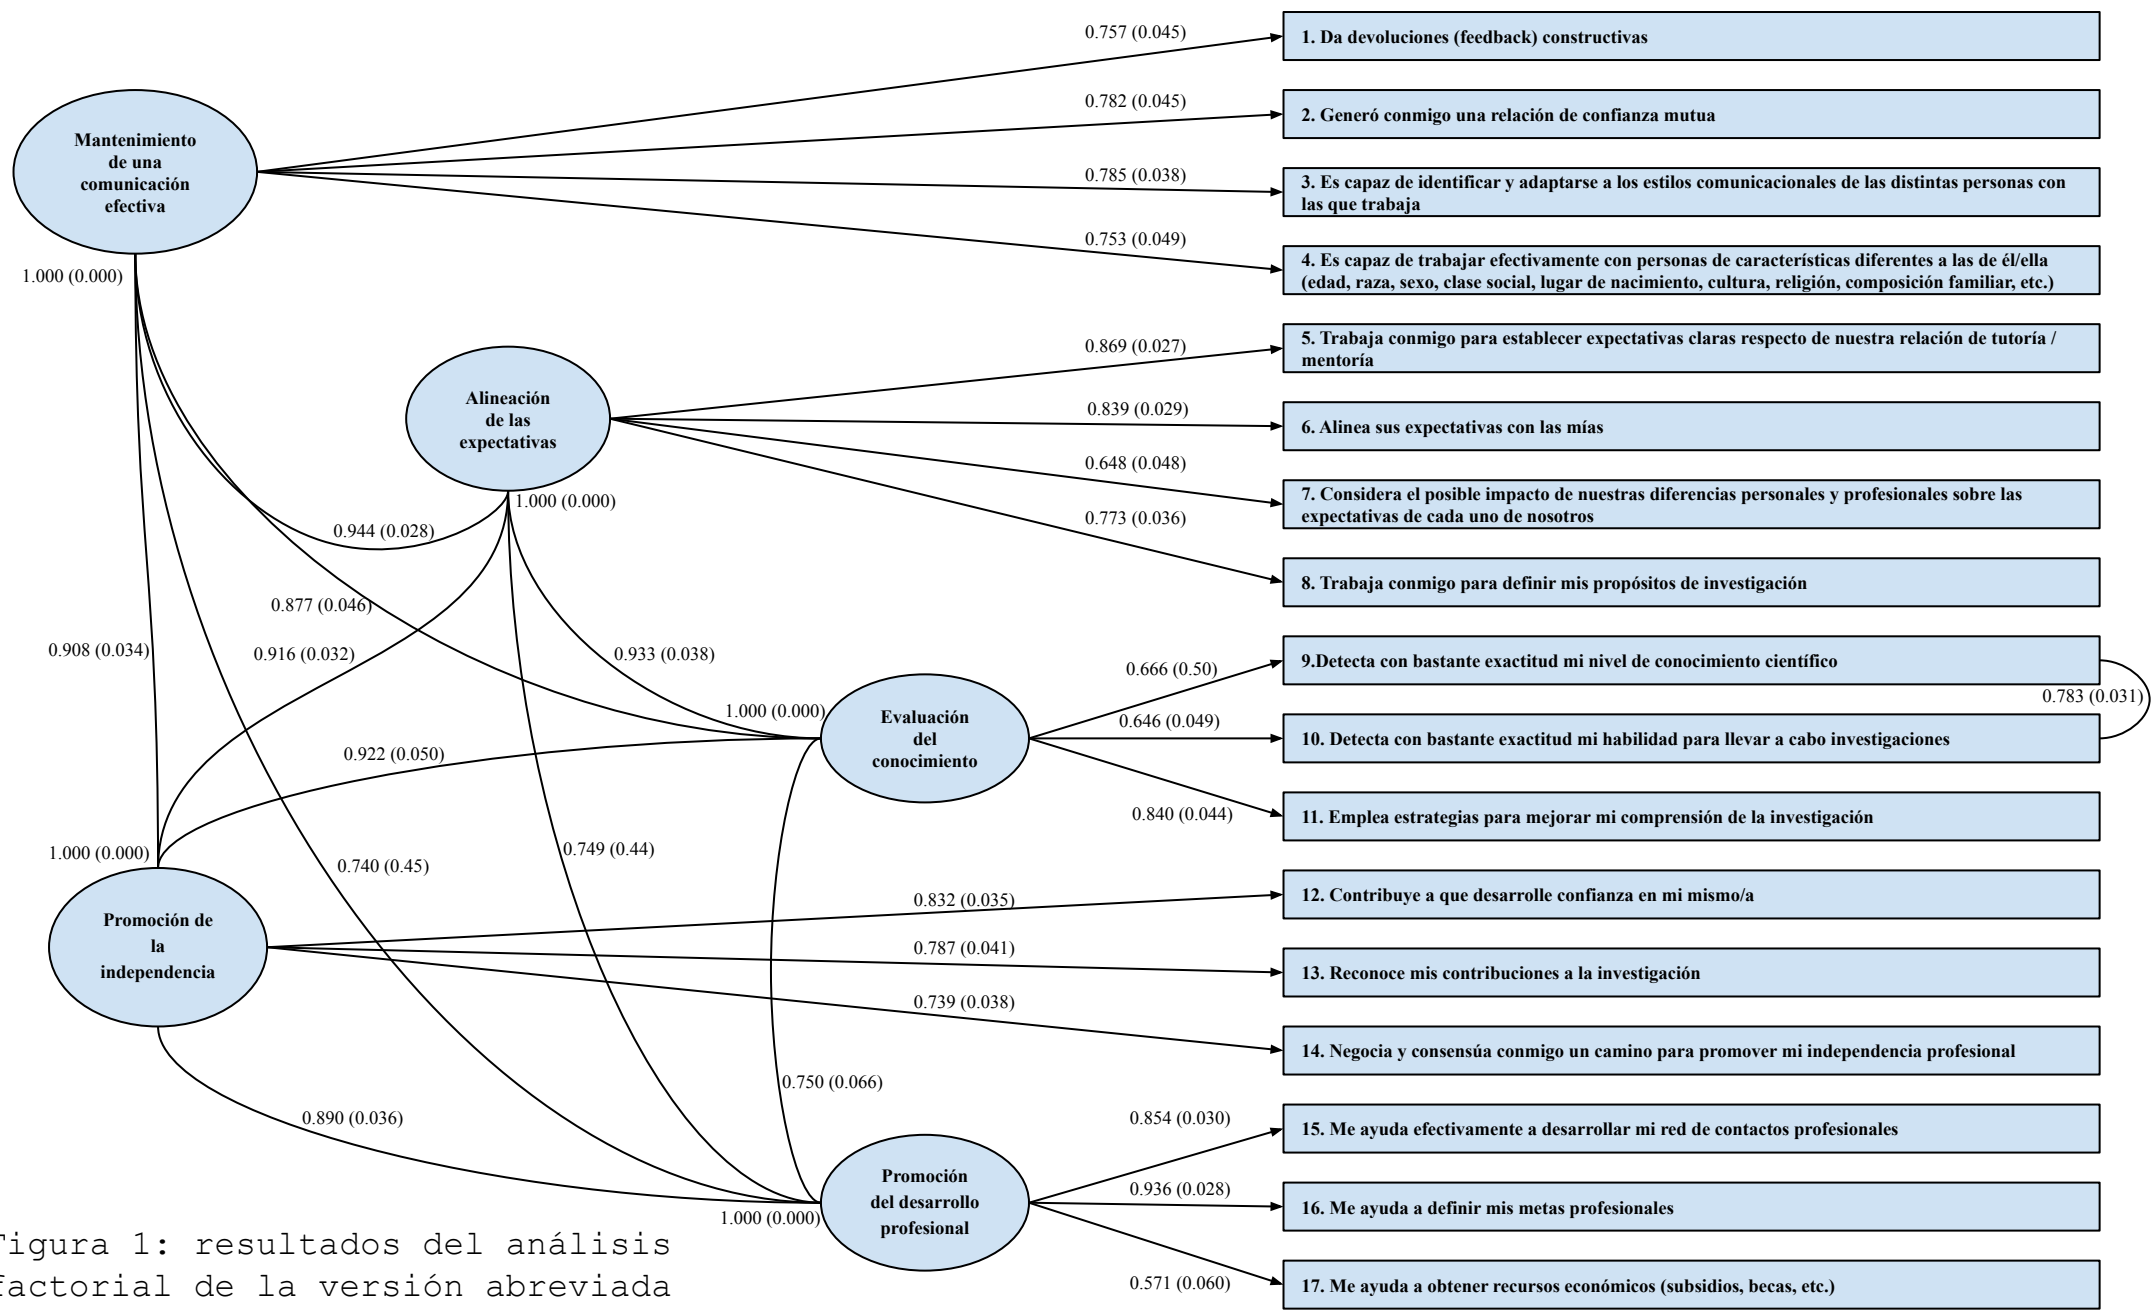 0.757 (0.045)
1. Da devoluciones (feedback) constructivas
0.782 (0.045)
2. Generó conmigo una relación de confianza mutua
Mantenimiento
de una
comunicación
efectiva
0.785 (0.038)
3. Es capaz de identificar y adaptarse a los estilos comunicacionales de las distintas personas con
las que trabaja
0.753 (0.049)
4. Es capaz de trabajar efectivamente con personas de características diferentes a las de él/ella
(edad, raza, sexo, clase social, lugar de nacimiento, cultura, religión, composición familiar, etc.)
1.000 (0.000)
0.869 (0.027)
5. Trabaja conmigo para establecer expectativas claras respecto de nuestra relación de tutoría /
mentoría
Alineación
de las
expectativas
0.839 (0.029)
6. Alinea sus expectativas con las mías
0.648 (0.048)
7. Considera el posible impacto de nuestras diferencias personales y profesionales sobre las
expectativas de cada uno de nosotros
1.000 (0.000)
0.944 (0.028)
0.773 (0.036)
8. Trabaja conmigo para definir mis propósitos de investigación
0.877 (0.046)
0.908 (0.034)
0.916 (0.032)
0.933 (0.038)
0.666 (0.50)
9.Detecta con bastante exactitud mi nivel de conocimiento científico
0.783 (0.031)
1.000 (0.000)
Evaluación
del
conocimiento
0.646 (0.049)
10. Detecta con bastante exactitud mi habilidad para llevar a cabo investigaciones
0.922 (0.050)
0.840 (0.044)
11. Emplea estrategias para mejorar mi comprensión de la investigación
1.000 (0.000)
0.740 (0.45)
0.749 (0.44)
0.832 (0.035)
12. Contribuye a que desarrolle confianza en mi mismo/a
Promoción de
la
independencia
0.787 (0.041)
13. Reconoce mis contribuciones a la investigación
0.739 (0.038)
14. Negocia y consensúa conmigo un camino para promover mi independencia profesional
0.750 (0.066)
0.890 (0.036)
0.854 (0.030)
15. Me ayuda efectivamente a desarrollar mi red de contactos profesionales
Promoción
del desarrollo
profesional
0.936 (0.028)
16. Me ayuda a definir mis metas profesionales
1.000 (0.000)
0.571 (0.060)
17. Me ayuda a obtener recursos económicos (subsidios, becas, etc.)
Figura 1: resultados del análisis
factorial de la versión abreviada